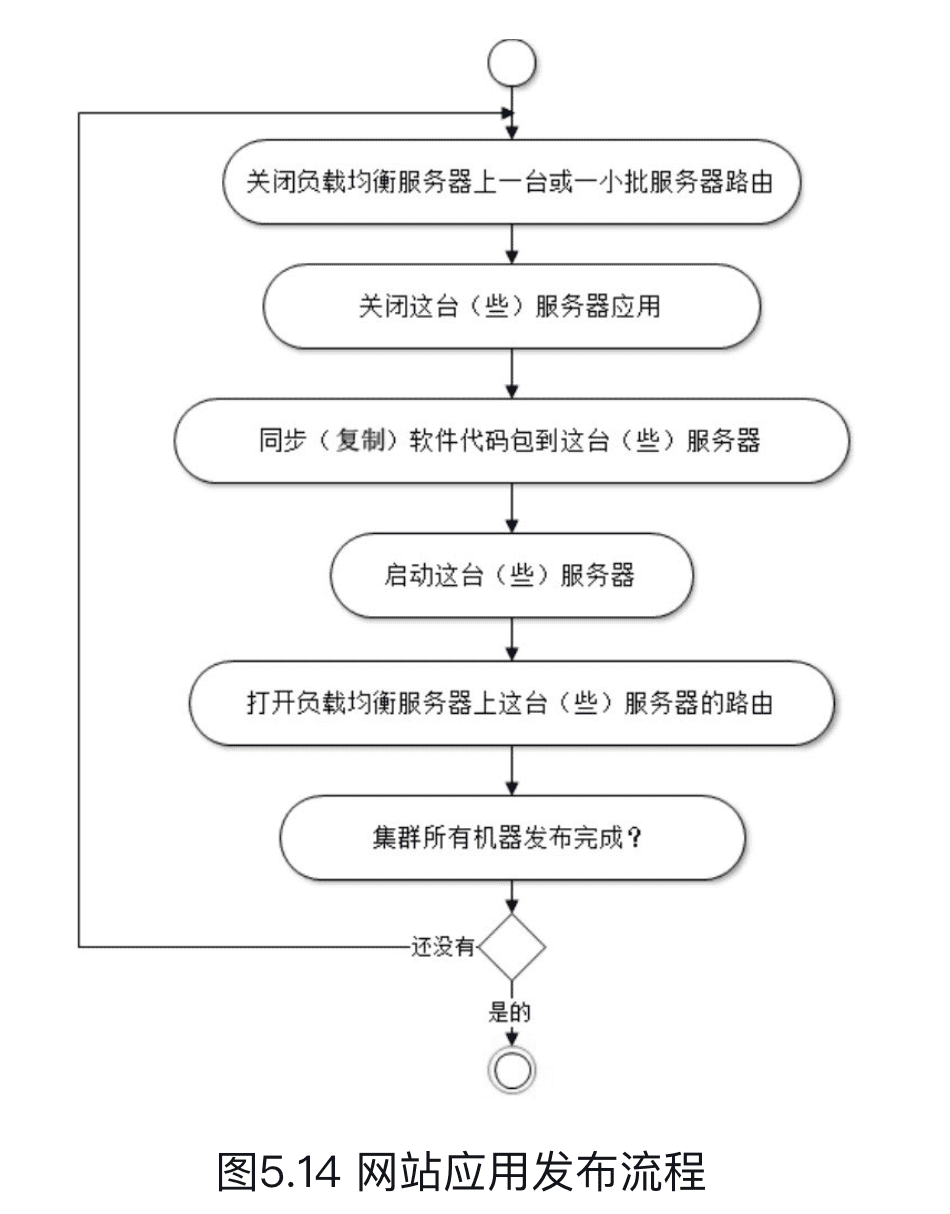 关闭负载均衡服务器上一台或一小批服务器路由
关闭这台（些）服务器应用
同步（复制）软件代码包到这台（些）服务器
启动这台（些）服务器
打开负载均衡服务器上这台（些）服务器的路由
集群所有机器发布完成？
还没有
是的
图5.14 网站应用发布流程